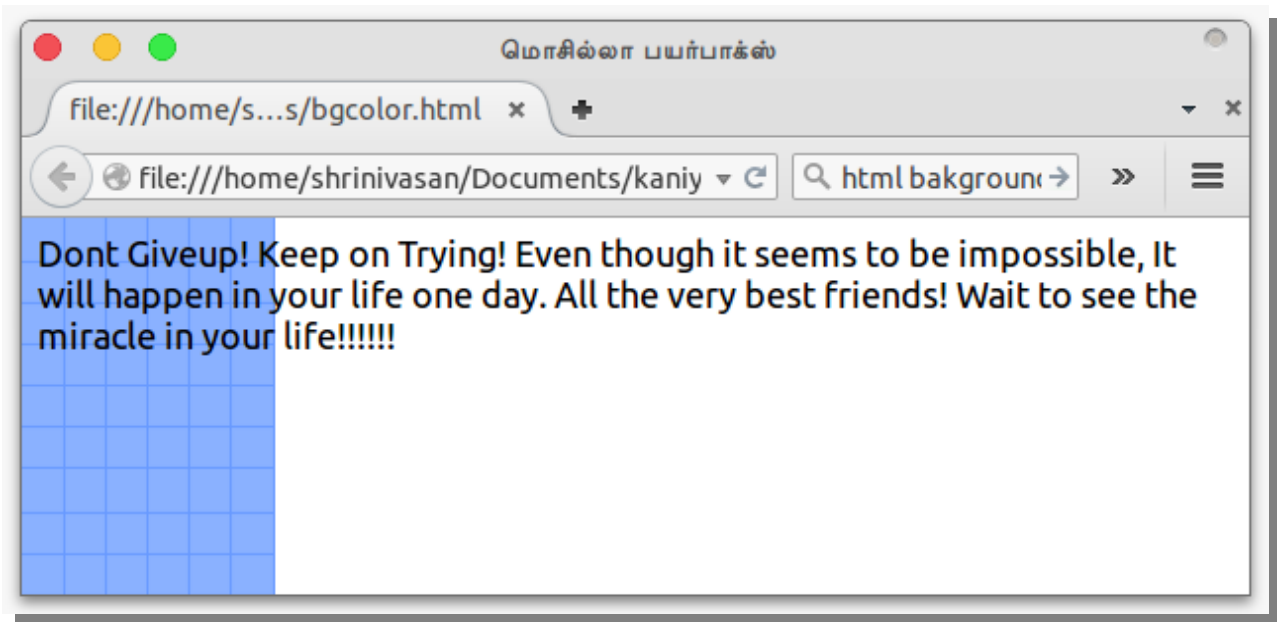 மொசில்லா பயர்பாக்ஸ்
file:///home/s...s/bgcolor.html
file:///home/shrinivasan/Documents/kaniy
html bakgroun
Dont Giveup! Keep on Trying! Even though it seems to be impossible, It
will happen in your life one day. All the very best friends! Wait to see the
miracle in your life!!!!!!